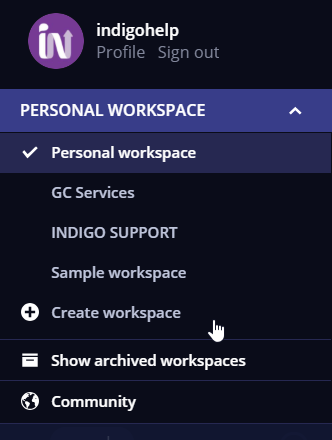 in
indigohelp
Profile Sign out
PERSONAL WORKSPACE
Personal workspace
GC Services
INDIGO SUPPORT
Sample workspace
Create workspace
Show archived workspaces
Community